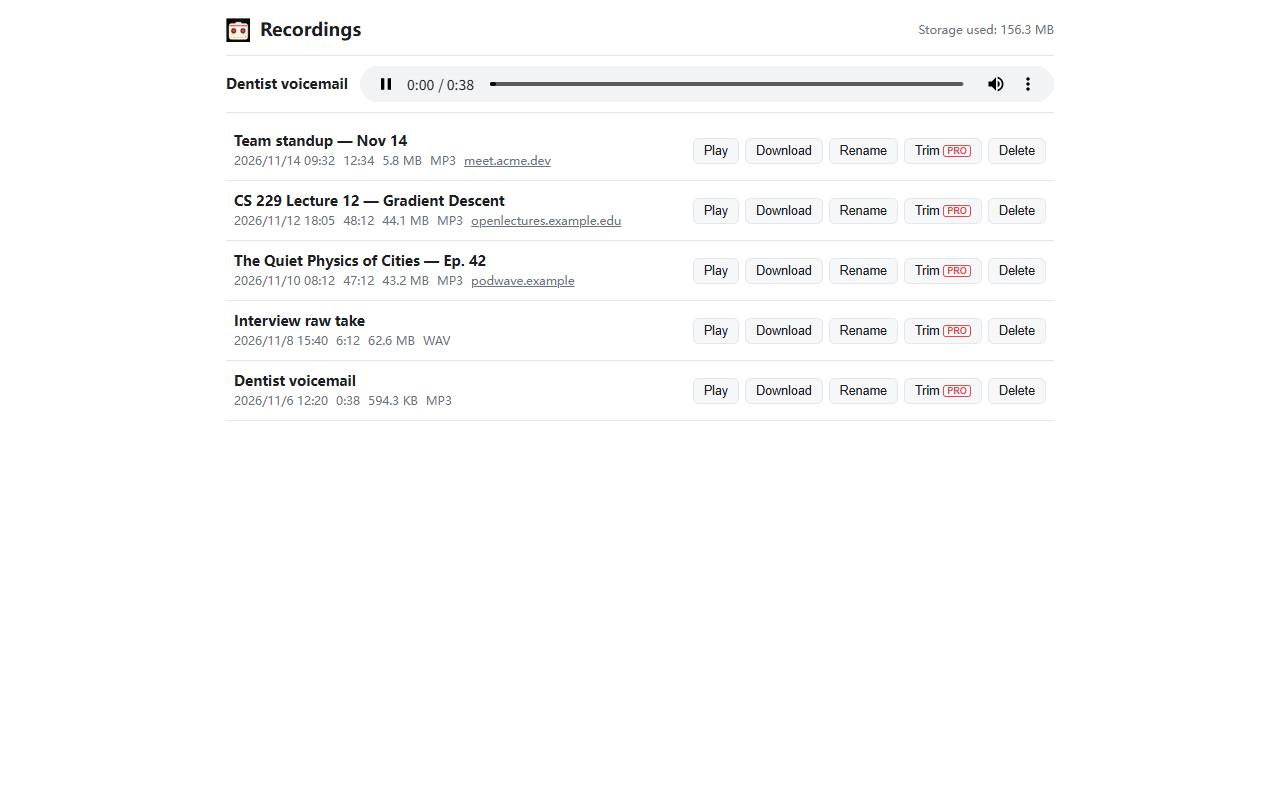 Recordings
Storage used: 156.3 MB
Dentist voicemail
0:00 / 0:38
Team standup — Nov 14
2026/11/14 09:32 12:34 5.8 MB MP3 meet.acme.dev
Play Download Rename Trim PRO Delete
CS 229 Lecture 12 — Gradient Descent
2026/11/12 18:05 48:12 44.1 MB MP3 openlectures.example.edu
Play Download Rename Trim PRO Delete
The Quiet Physics of Cities — Ep. 42
2026/11/10 08:12 47:12 43.2 MB MP3 podwave.example
Play Download Rename Trim PRO Delete
Interview raw take
2026/11/8 15:40 6:12 62.6 MB WAV
Play Download Rename Trim PRO Delete
Dentist voicemail
2026/11/6 12:20 0:38 594.3 KB MP3
Play Download Rename Trim PRO Delete